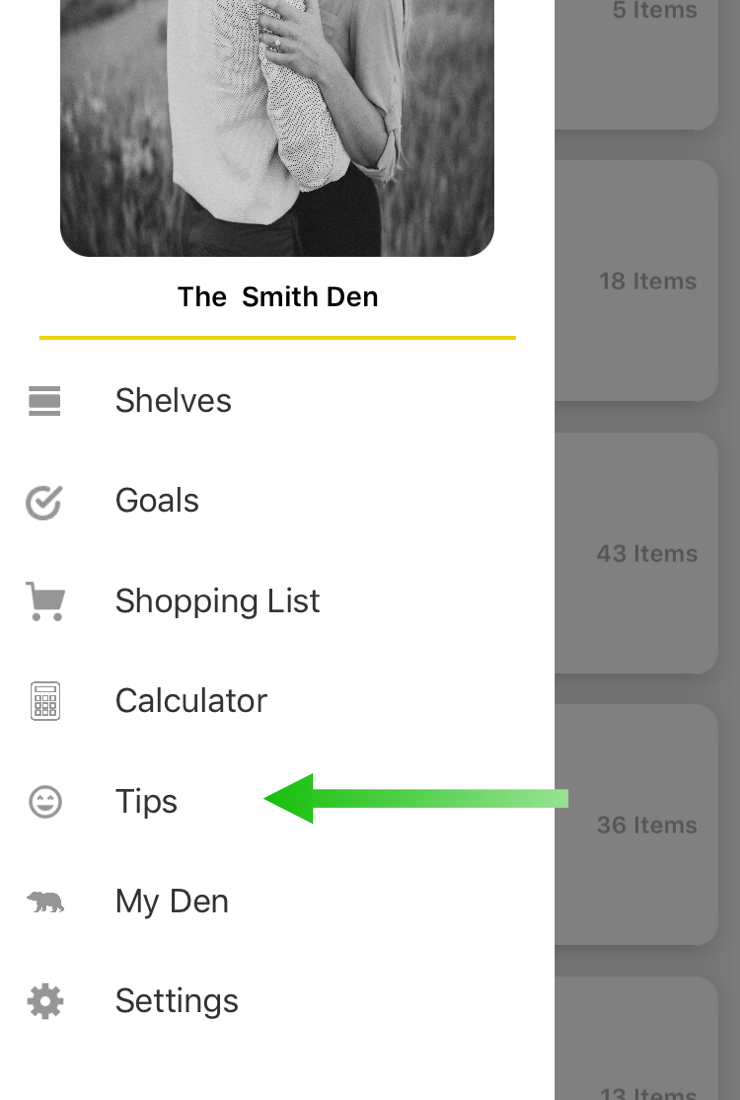 5 Items
18 Items
The  Smith Den
Shelves
Goals
Shopping List
43 Items
Calculator
Tips
36 Items
My Den
Settings
13 Items